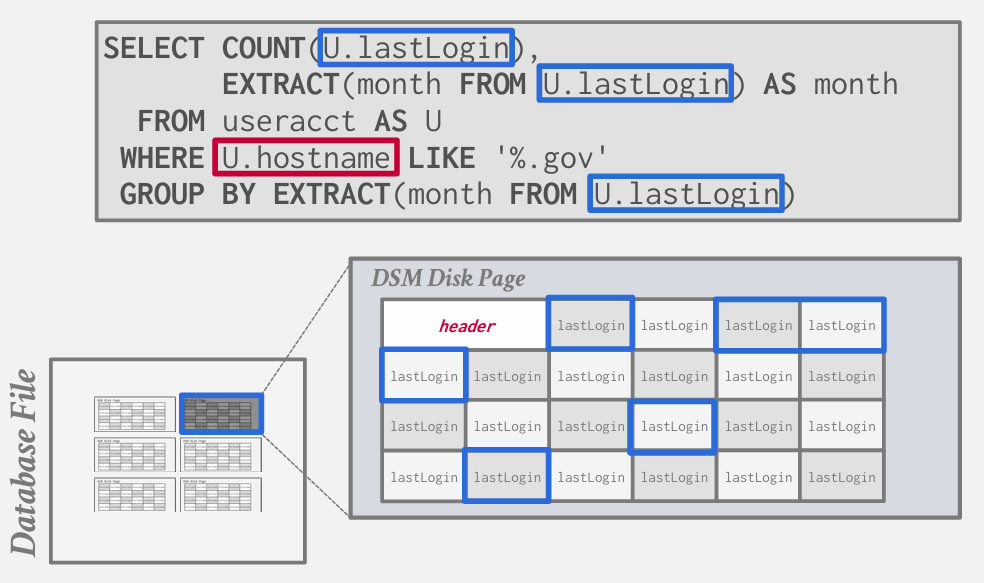 SELECT COUNT(U.lastLogin),
EXTRACT(month FROM U.lastLogin) AS month
FROM useracct AS U
WHERE U.hostname LIKE '%.gov'
GROUP BY EXTRACT(month FROM U.lastLogin)
DSM Disk Page
header lastLogin lastLogin lastLogin lastLogin
lastLogin lastLogin lastLogin lastLogin lastLogin lastLogin
lastLogin lastLogin lastLogin lastLogin lastLogin lastLogin
lastLogin lastLogin lastLogin lastLogin lastLogin lastLogin
Database File